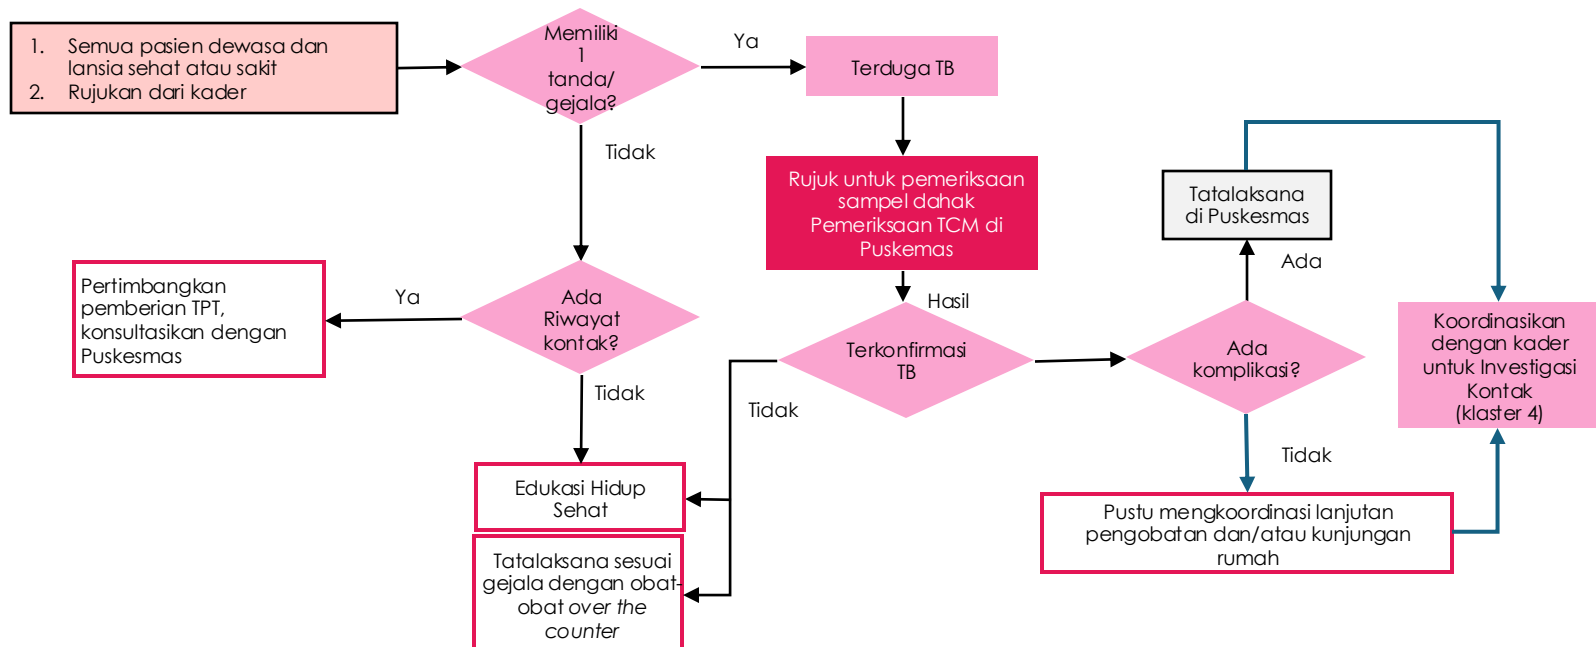 1. Semua pasien dewasa dan
lansia sehat atau sakit
2. Rujukan dari kader
Memiliki
1
tanda/
gejala?
Ya
Terduga TB
Tidak
Rujuk untuk pemeriksaan
sampel dahak
Pemeriksaan TCM di
Puskemas
Tatalaksana
di Puskesmas
Ada
Pertimbangkan
pemberian TPT,
konsultasikan dengan
Puskesmas
Ya
Ada
Riwayat
kontak?
Hasil
Terkonfirmasi
TB
Ada
komplikasi?
Koordinasikan
dengan kader
untuk Investigasi
Kontak
(klaster 4)
Tidak
Tidak
Tidak
Edukasi Hidup
Sehat
Pustu mengkoordinasi lanjutan
pengobatan dan/atau kunjungan
rumah
Tatalaksana sesuai
gejala dengan obat-
obat over the
counter